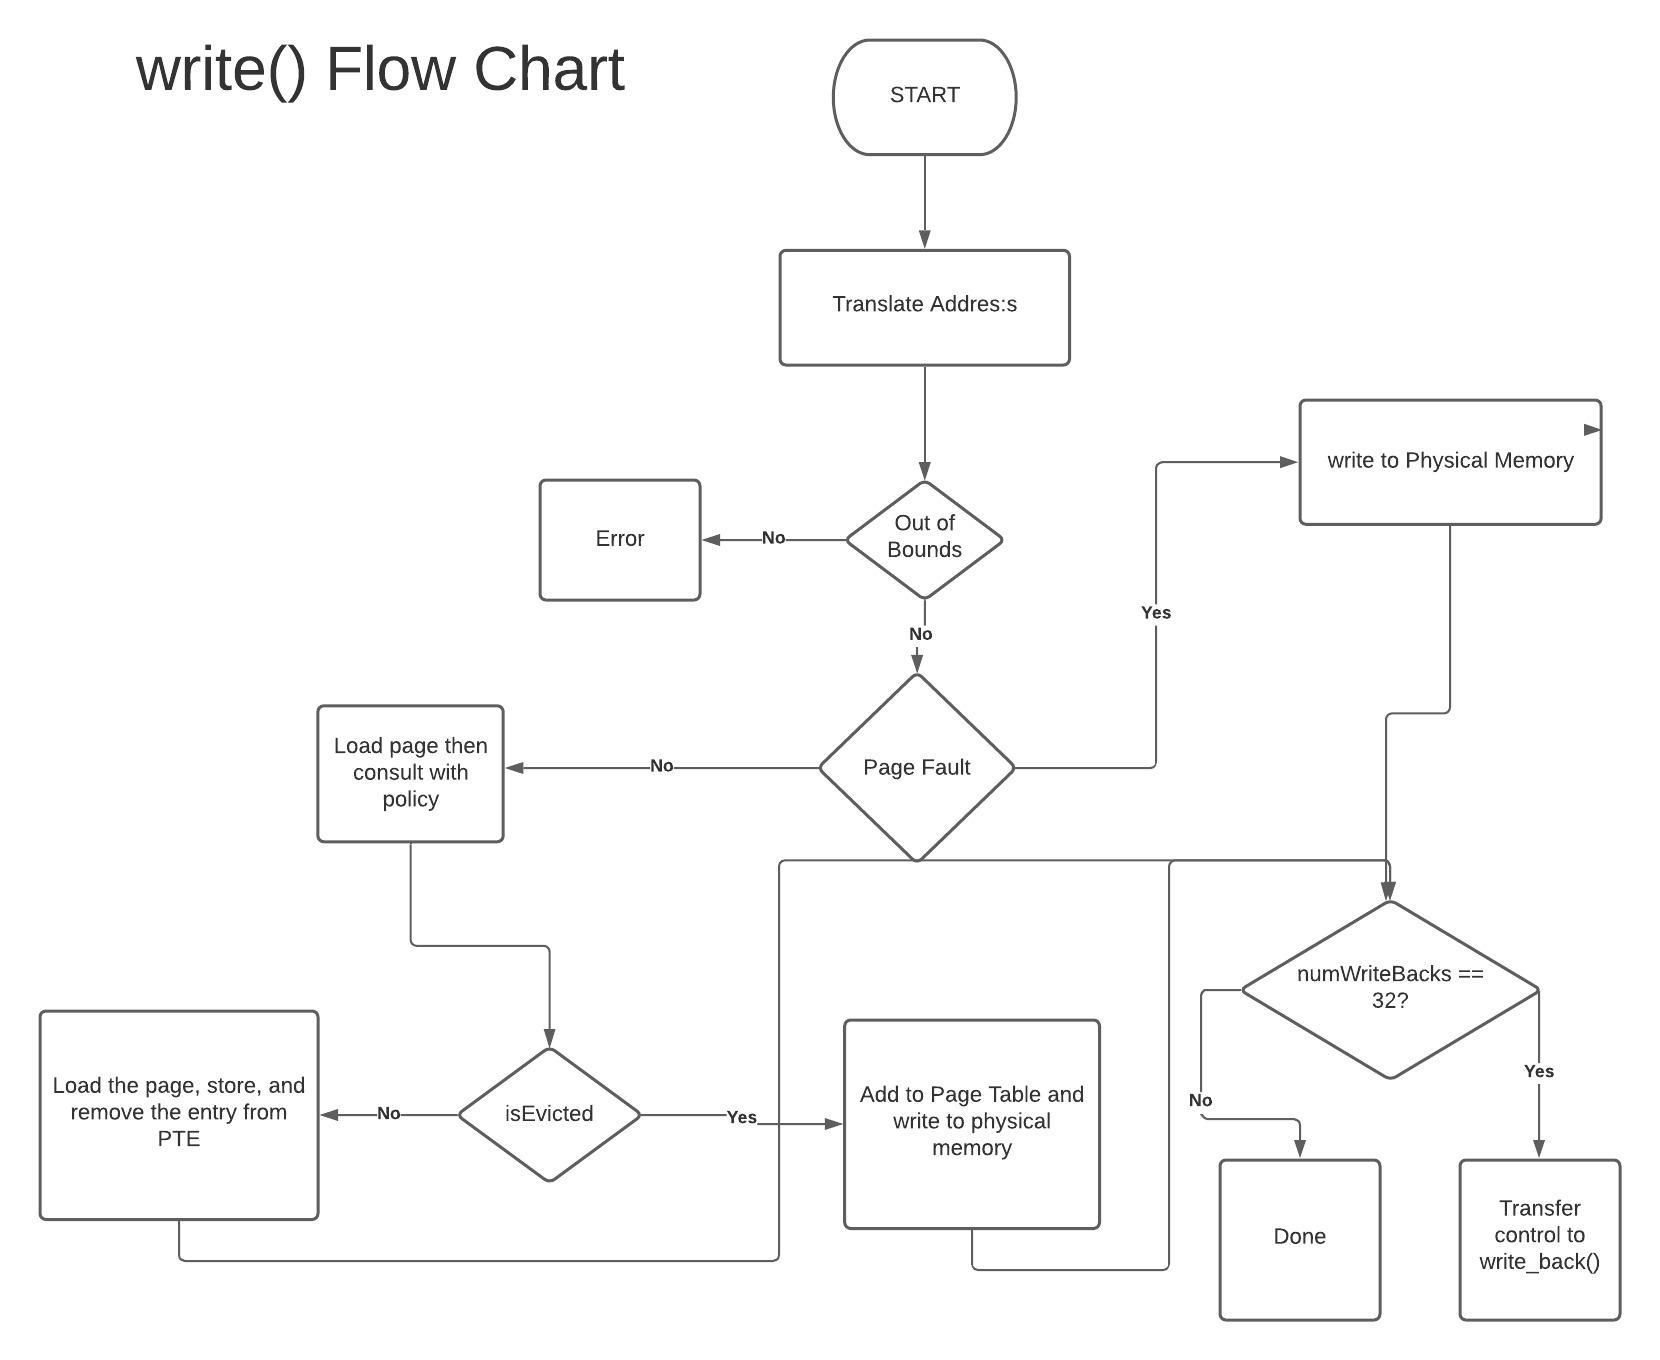 write() Flow Chart
START
Translate Addres:s
write to Physical Memory
Out of
Bounds
Error
No
No
Yes
Page Fault
No
Load page then
consult with
policy
numWriteBacks ==
32?
isEvicted
No
Yes
Load the page, store, and
remove the entry from
PTE
Add to Page Table and
write to physical
memory
No
Yes
Done
Transfer
control to
write_back()